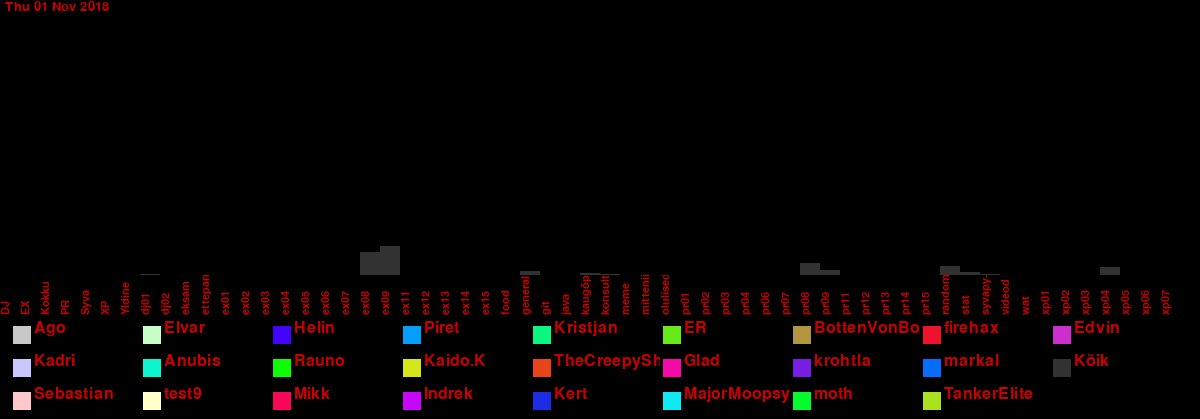 Thu 01 Nov 2018
DJ
EX
Kokku
PR
Syva
XP
Yldine
dj01
dj02
eksam
ettepan
ex01
ex02
ex03
ex04
ex05
ex06
ex07
ex08
ex09
ex11
ex12
ex13
ex14
ex15
food
general
git
java
kaugõp
konsult
meme
mittenii
olulised
pr01
pr02
pr03
pr04
pr06
pr07
pr08
pr09
pr11
pr12
pr13
pr14
pr15
random
stat
syvapy
videod
wat
xp01
xp02
xp03
xp04
xp05
xp06
xp07
Ago Elvar Helin Piret Kristjan ER BottenVonBo firehax Edvin
Kadri Anubis Rauno Kaido.K TheCreepySh Glad krohtla markal Kõik
Sebastian test9 Mikk Indrek Kert MajorMoopsy moth TankerElite